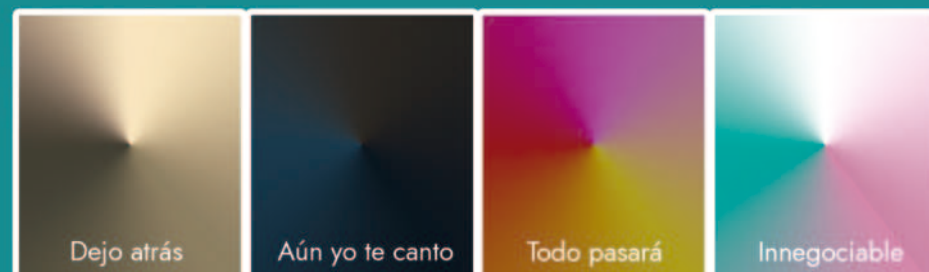 Dejo atrás
Aún yo te canto
Todo pasará
Innegociable